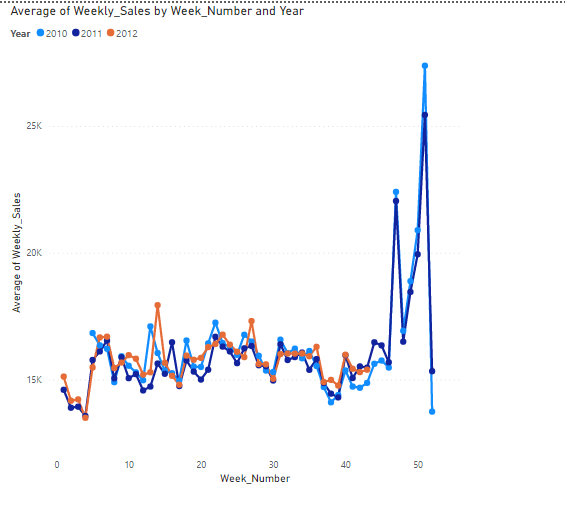 Average of Weekly_Sales by Week_Number and Year
Year 2010 2011 2012
25K
20K
15K
Average of Weekly_Sales
0 10 20 30 40 50
Week_Number